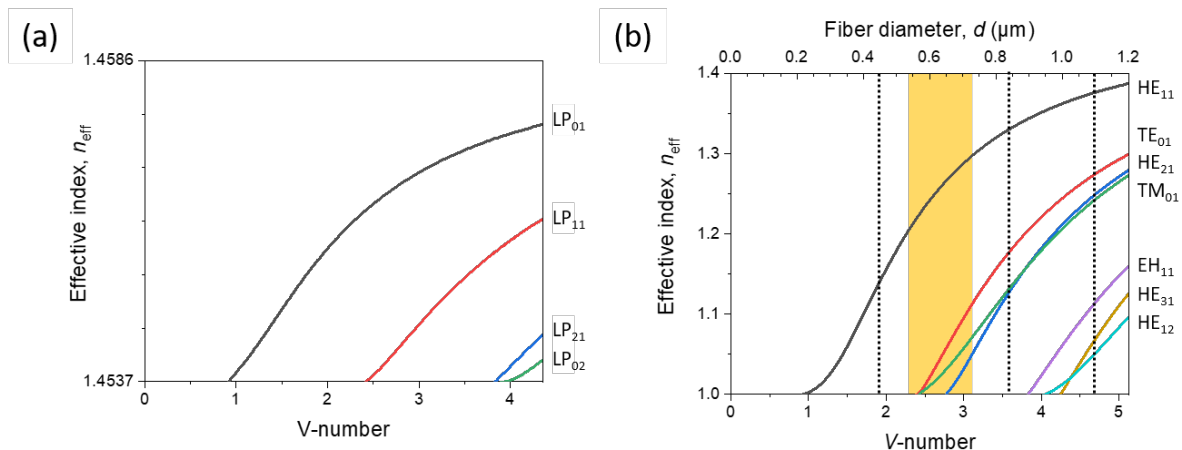 (a)
1.4586
Effective index, n_eff
1.4537
0 1 2 3 4
V-number
LP₀₁
LP₁₁
LP₂₁
LP₀₂
(b)
Fiber diameter, d (μm)
0.0 0.2 0.4 0.6 0.8 1.0 1.2
Effective index, n_eff
1.4
1.3
1.2
1.1
1.0
0 1 2 3 4 5
V-number
HE₁₁
TE₀₁
HE₂₁
TM₀₁
EH₁₁
HE₃₁
HE₁₂